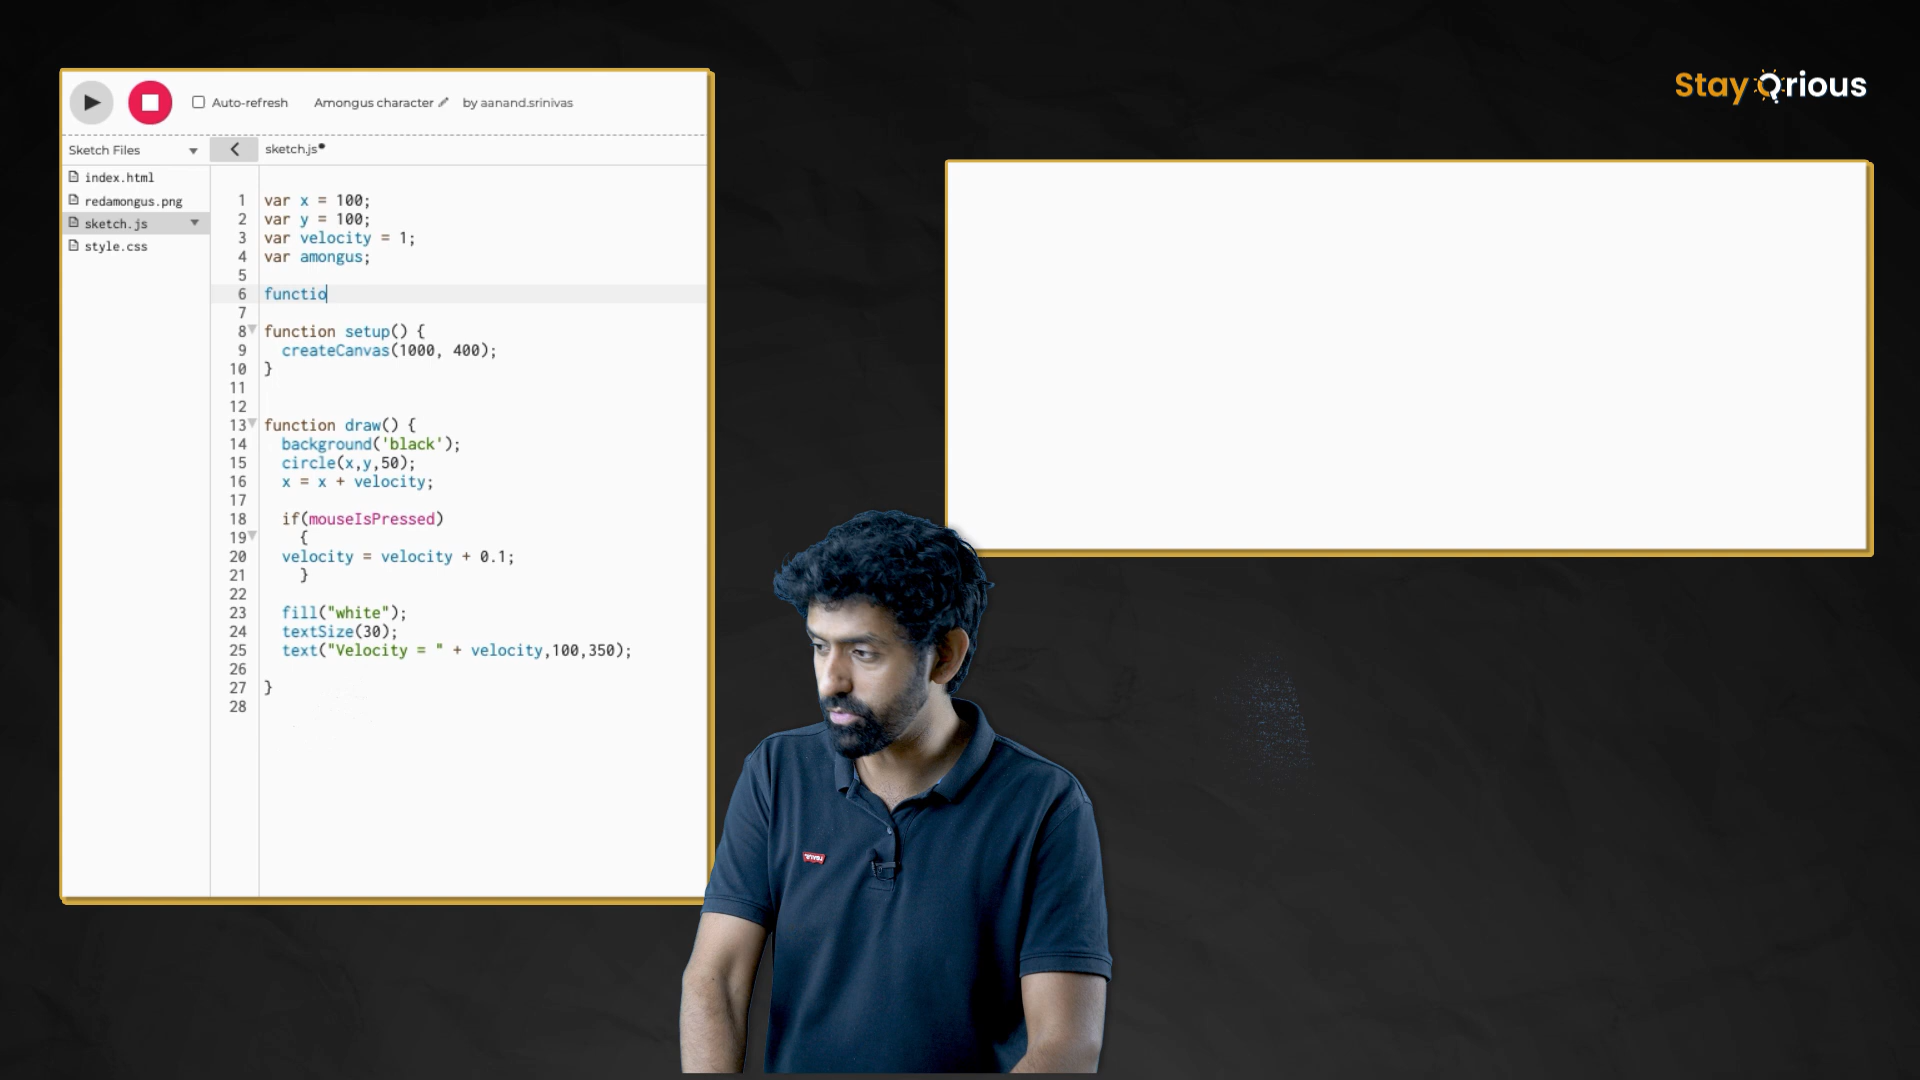 Auto-refresh Amongus character by aanand.srinivas
Stay Qrious
Sketch Files
sketch.js
index.html
redamongus.png
sketch.js
style.css
1 var x = 100;
2 var y = 100;
3 var velocity = 1;
4 var amongus;
5
6 functio
7
8 function setup() {
9 createCanvas(1000, 400);
10 }
11
12
13 function draw() {
14 background('black');
15 circle(x,y,50);
16 x = x + velocity;
17
18 if(mouseIsPressed)
19 {
20 velocity = velocity + 0.1;
21 }
22
23 fill("white");
24 textSize(30);
25 text("Velocity = " + velocity,100,350);
26
27 }
28